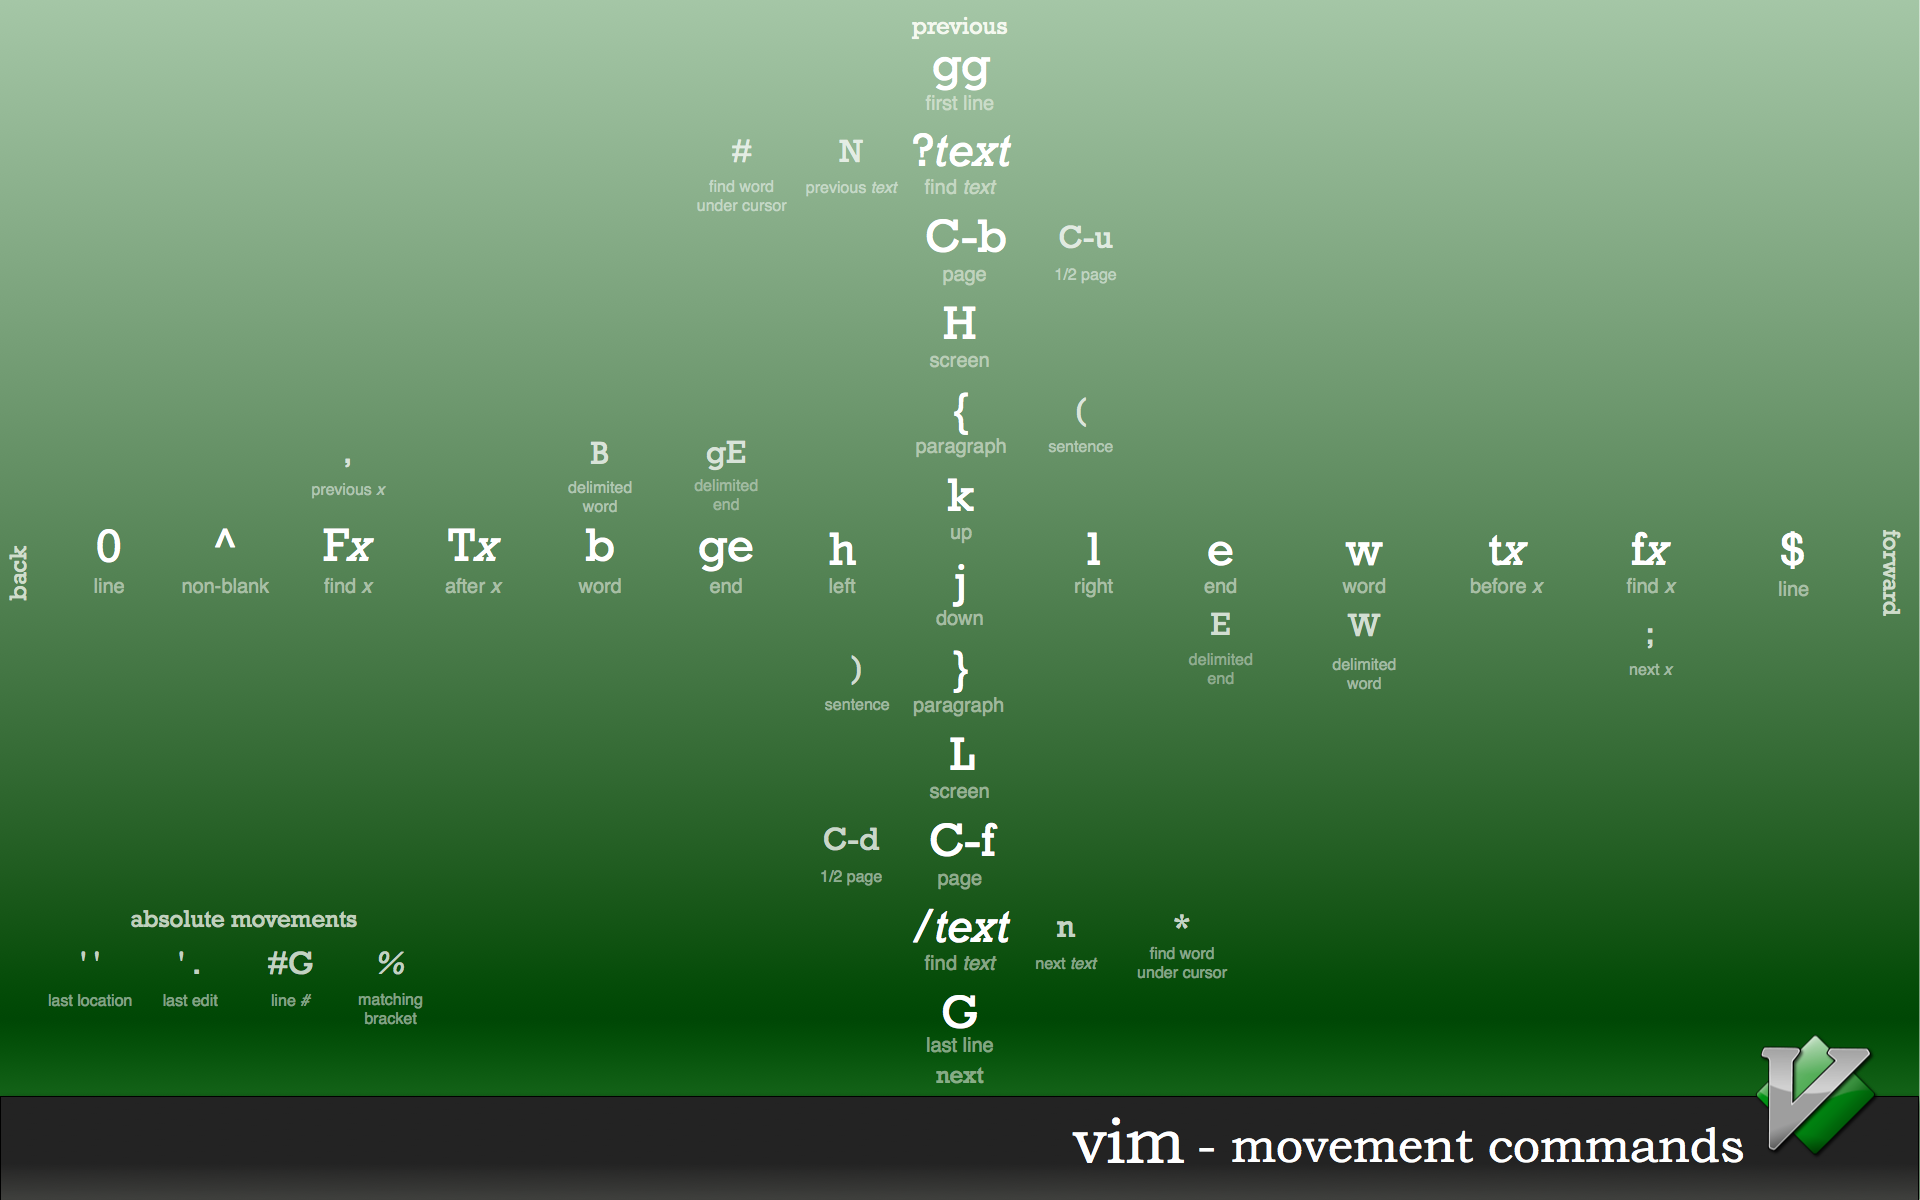 previous
gg
first line
# N ?text
find word under cursor previous text find text
C-b C-u
page 1/2 page
H
screen
{ (
paragraph sentence
, B gE
previous x delimited word delimited end
k
up
back 0 ^ Fx Tx b ge h l e w tx fx $ forward
line non-blank find x after x word end left right end word before x find x line
j
down
E W ;
delimited end delimited word next x
) }
sentence paragraph
L
screen
C-d C-f
1/2 page page
/text n *
find text next text find word under cursor
absolute movements
'' '. #G %
last location last edit line # matching bracket
G
last line
next
vim - movement commands